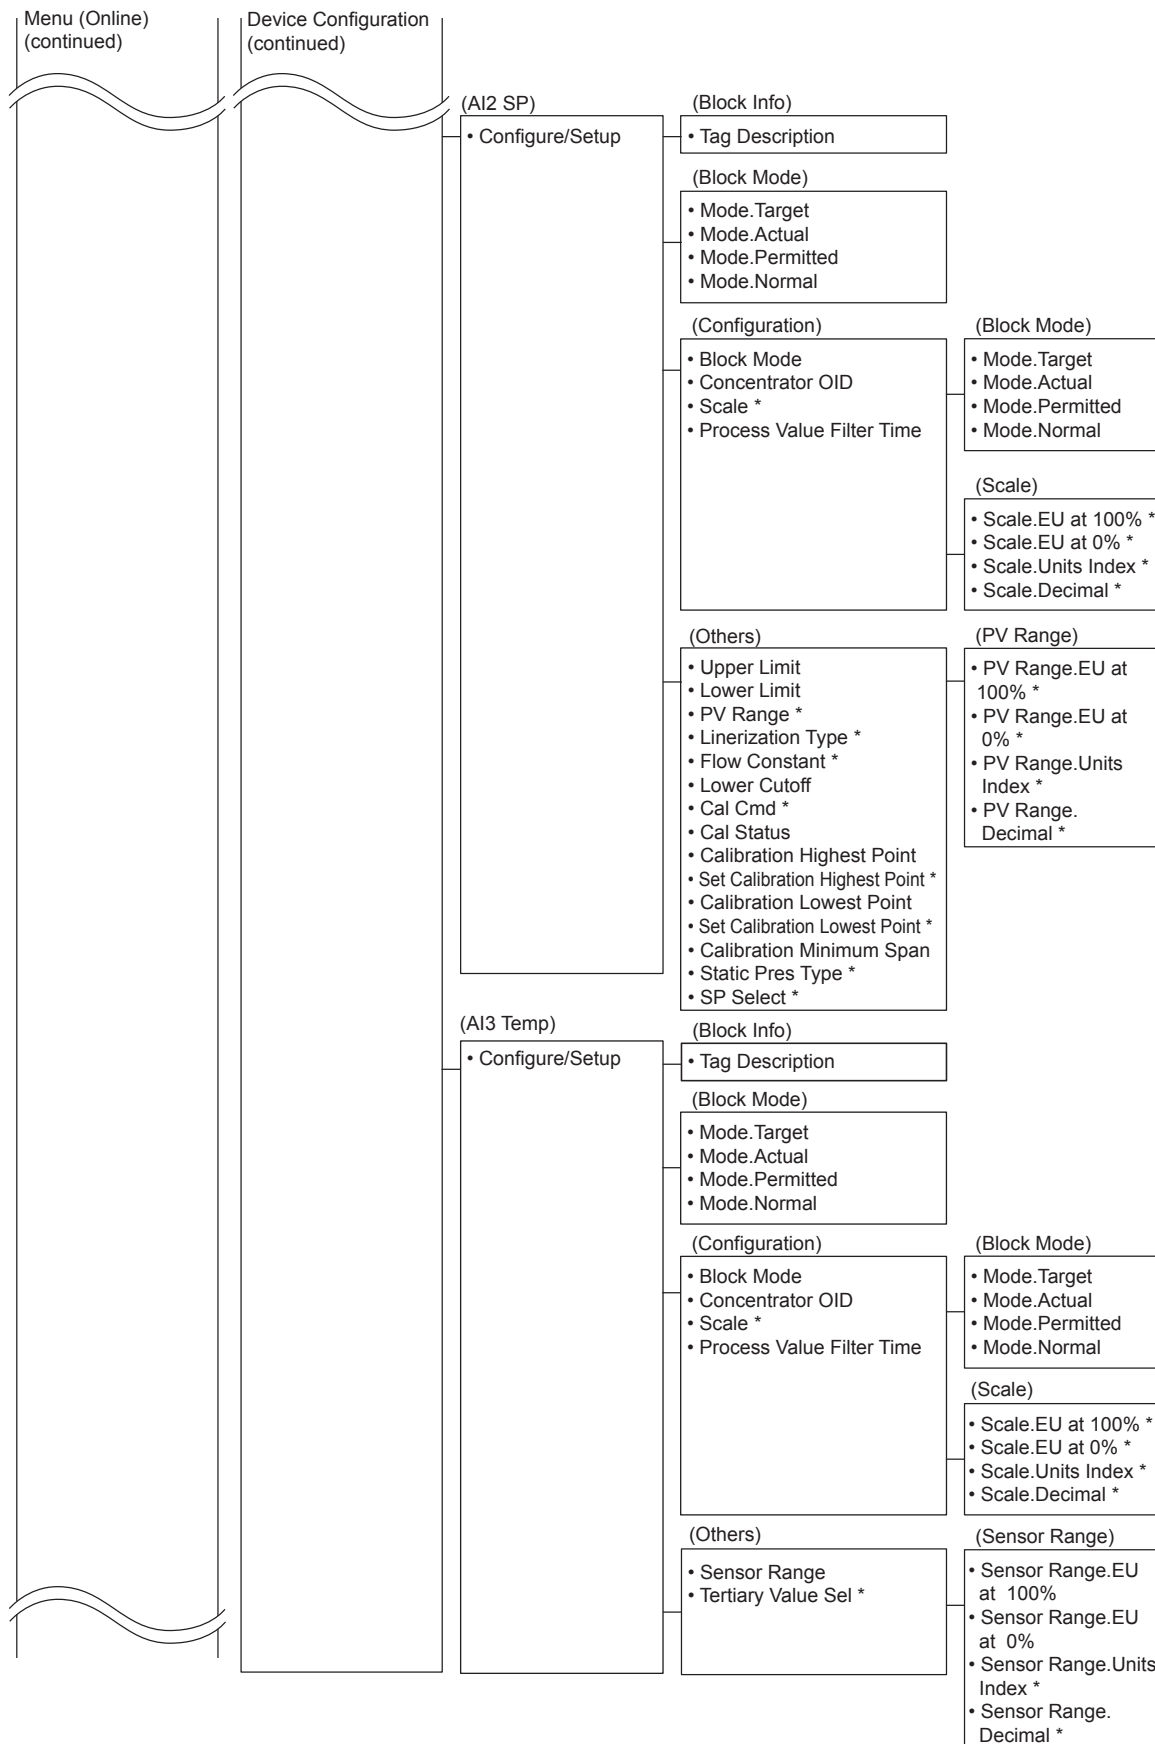 Menu (Online)
(continued)
Device Configuration
(continued)
(AI2 SP)
• Configure/Setup
(Block Info)
• Tag Description
(Block Mode)
• Mode.Target
• Mode.Actual
• Mode.Permitted
• Mode.Normal
(Configuration)
• Block Mode
• Concentrator OID
• Scale *
• Process Value Filter Time
(Block Mode)
• Mode.Target
• Mode.Actual
• Mode.Permitted
• Mode.Normal
(Scale)
• Scale.EU at 100% *
• Scale.EU at 0% *
• Scale.Units Index *
• Scale.Decimal *
(Others)
• Upper Limit
• Lower Limit
• PV Range *
• Linerization Type *
• Flow Constant *
• Lower Cutoff
• Cal Cmd *
• Cal Status
• Calibration Highest Point
• Set Calibration Highest Point *
• Calibration Lowest Point
• Set Calibration Lowest Point *
• Calibration Minimum Span
• Static Pres Type *
• SP Select *
(PV Range)
• PV Range.EU at
100% *
• PV Range.EU at
0% *
• PV Range.Units
Index *
• PV Range.
Decimal *
(AI3 Temp)
• Configure/Setup
(Block Info)
• Tag Description
(Block Mode)
• Mode.Target
• Mode.Actual
• Mode.Permitted
• Mode.Normal
(Configuration)
• Block Mode
• Concentrator OID
• Scale *
• Process Value Filter Time
(Block Mode)
• Mode.Target
• Mode.Actual
• Mode.Permitted
• Mode.Normal
(Scale)
• Scale.EU at 100% *
• Scale.EU at 0% *
• Scale.Units Index *
• Scale.Decimal *
(Others)
• Sensor Range
• Tertiary Value Sel *
(Sensor Range)
• Sensor Range.EU
at 100%
• Sensor Range.EU
at 0%
• Sensor Range.Units
Index *
• Sensor Range.
Decimal *